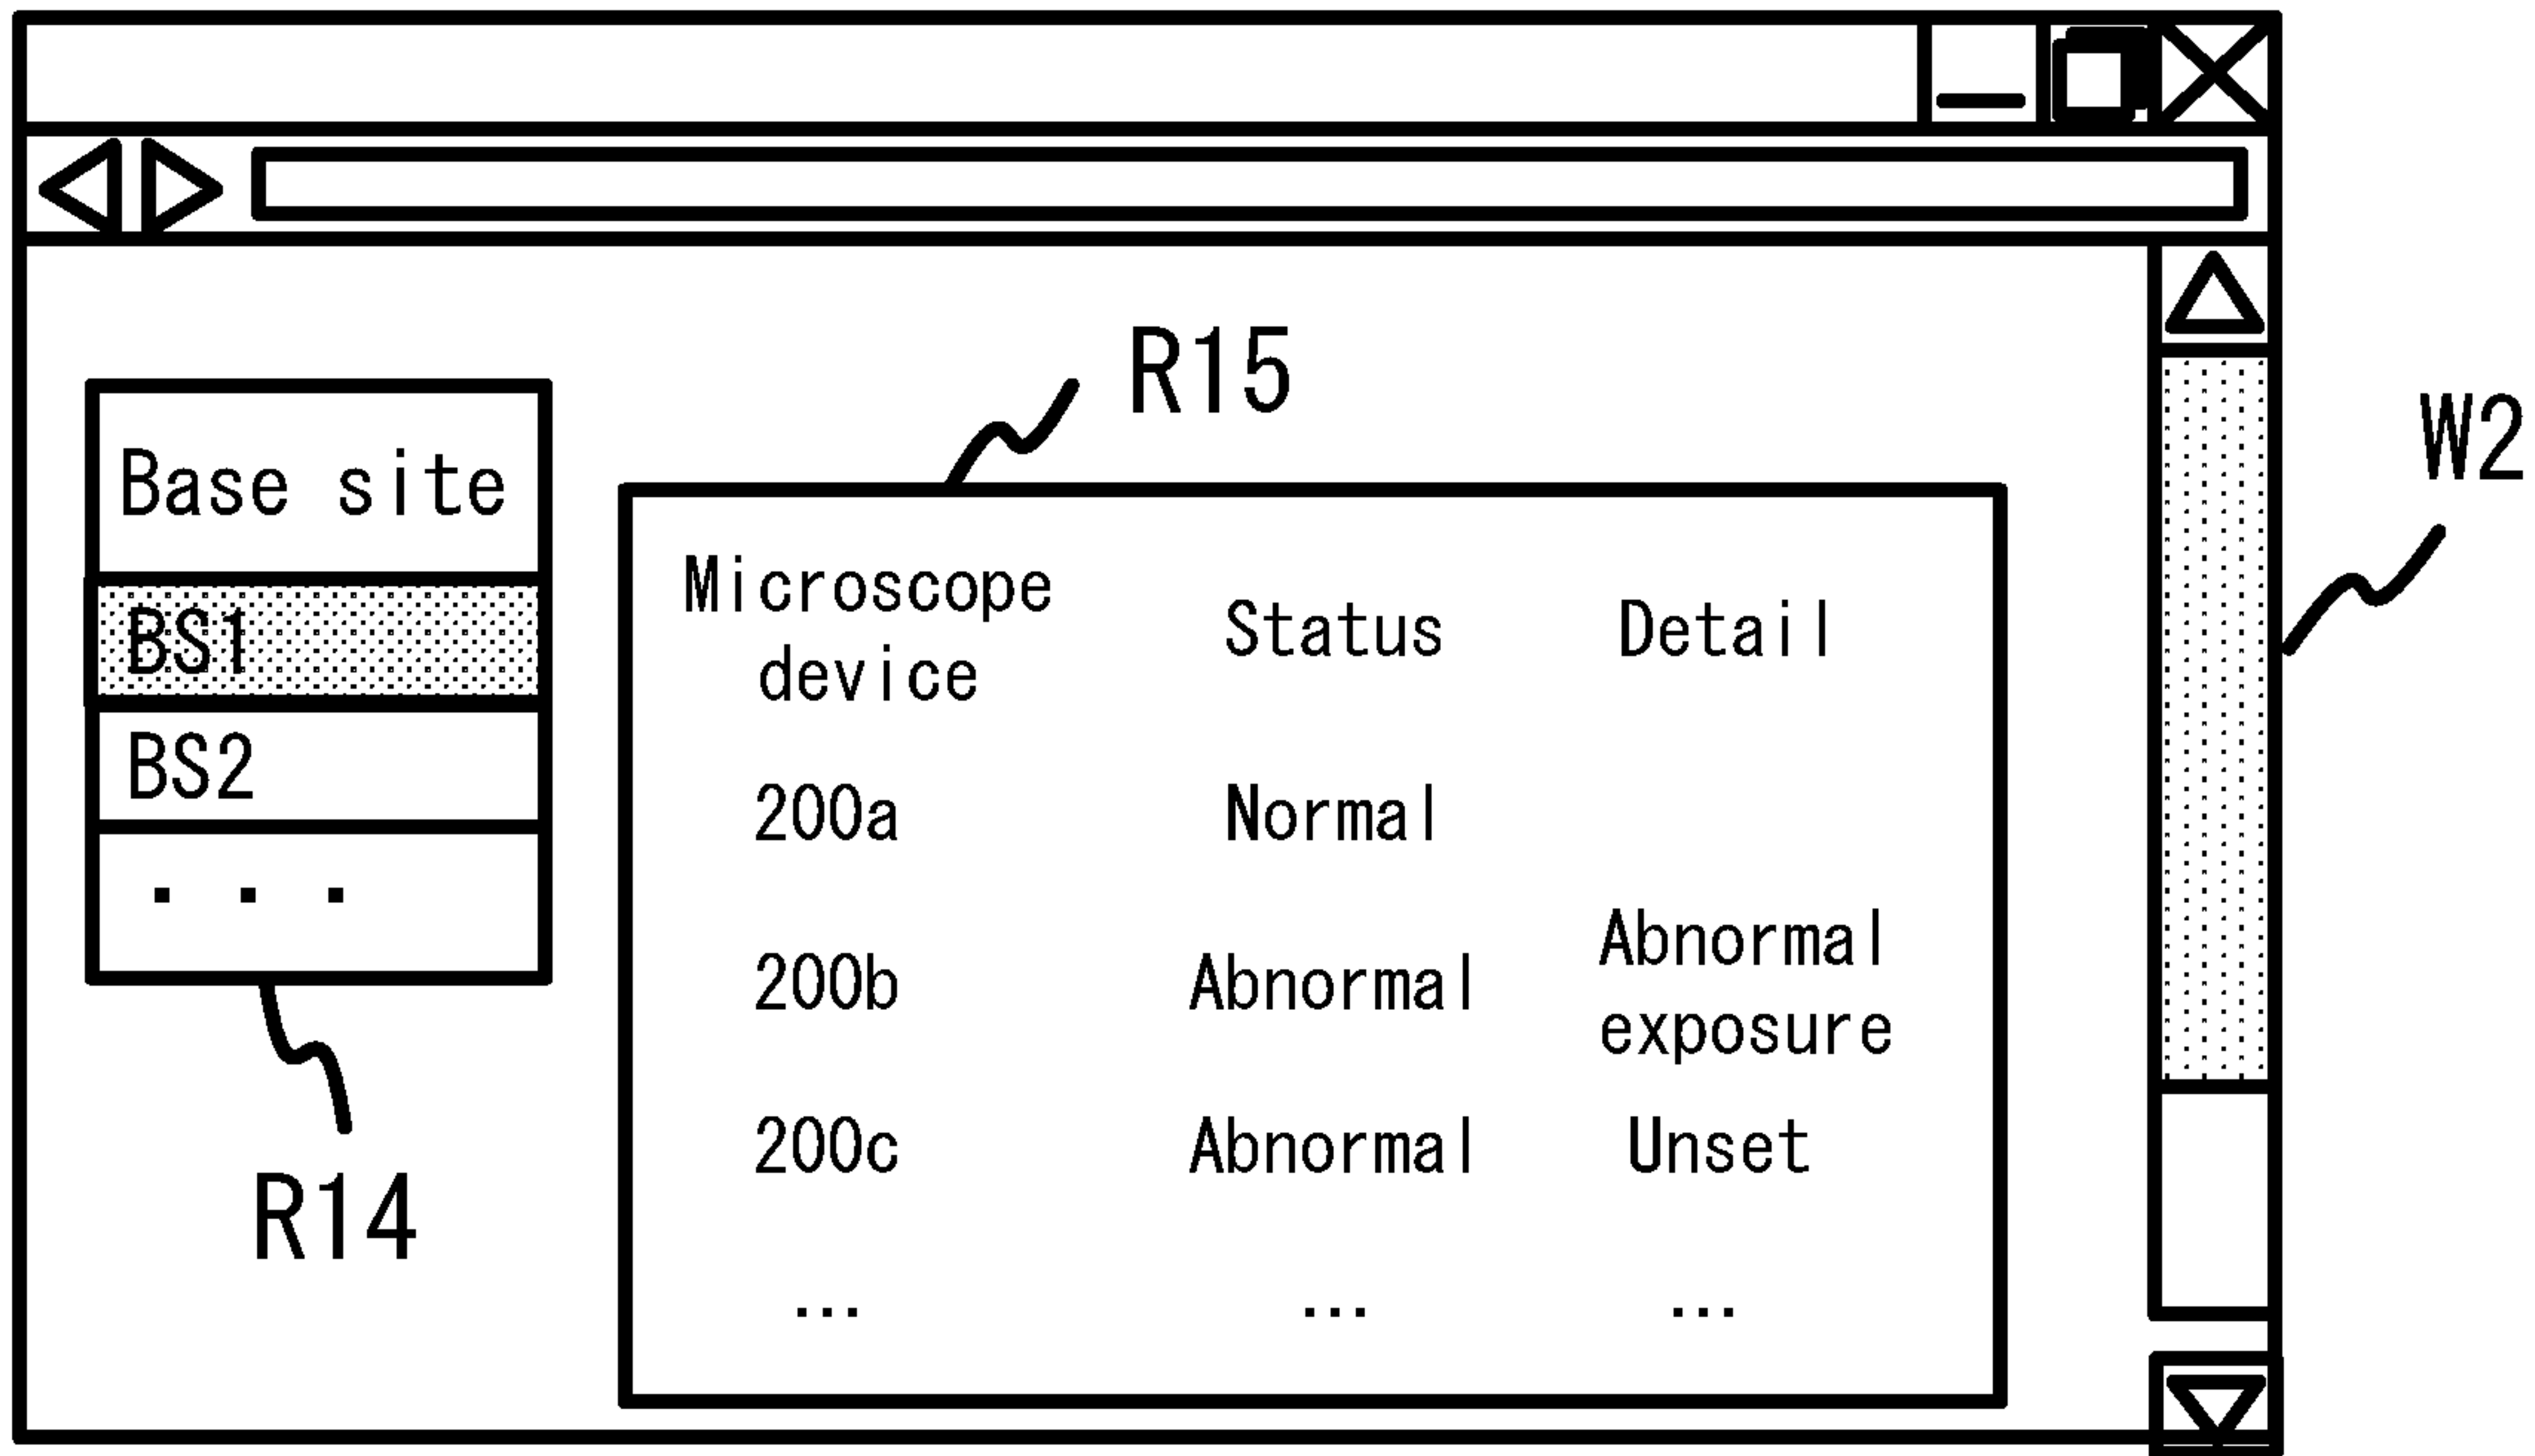 R15
W2
Base site
BS1
BS2
. . .
R14
Microscope
device
Status
Detail
200a
Normal
200b
Abnormal
Abnormal
exposure
200c
Abnormal
Unset
...
...
...